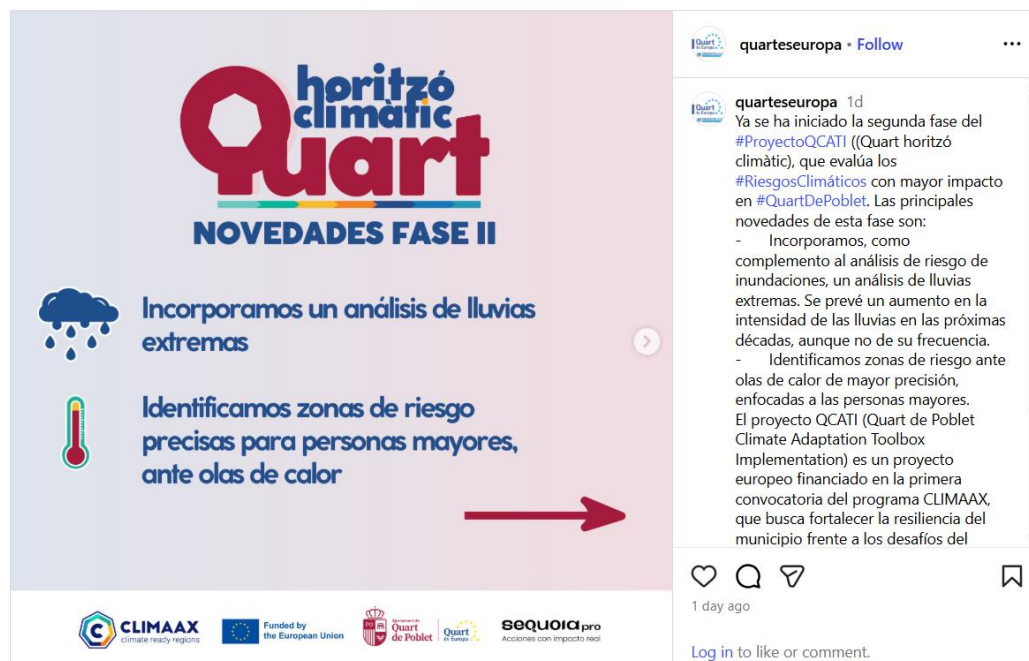 horitzó
climàtic
Quart
NOVEDADES FASE II
Incorporamos un análisis de lluvias
extremas
Identificamos zonas de riesgo
precisas para personas mayores,
ante olas de calor
CLIMAAX
climate ready regions
Funded by
the European Union
Ajuntament de
Quart
de Poblet
Quart
és Europa
sequoia pro
Acciones con impacto real
quarteseuropa • Follow
quarteseuropa 1d
Ya se ha iniciado la segunda fase del
#ProyectoQCATI ((Quart horitzó
climàtic), que evalúa los
#RiesgosClimáticos con mayor impacto
en #QuartDePoblet. Las principales
novedades de esta fase son:
- Incorporamos, como
complemento al análisis de riesgo de
inundaciones, un análisis de lluvias
extremas. Se prevé un aumento en la
intensidad de las lluvias en las próximas
décadas, aunque no de su frecuencia.
- Identificamos zonas de riesgo ante
olas de calor de mayor precisión,
enfocadas a las personas mayores.
El proyecto QCATI (Quart de Poblet
Climate Adaptation Toolbox
Implementation) es un proyecto
europeo financiado en la primera
convocatoria del programa CLIMAAX,
que busca fortalecer la resiliencia del
municipio frente a los desafíos del
1 day ago
Log in to like or comment.